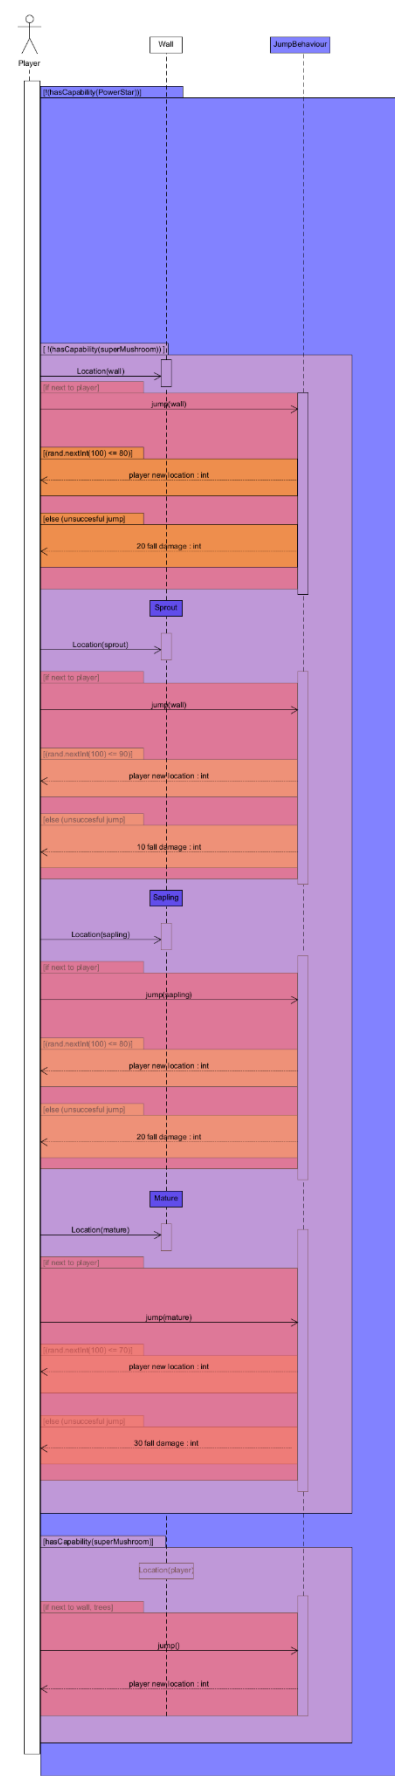 Player
Wall
JumpBehaviour
[!(hasCapability(PowerStar))]
[ !(hasCapability(superMushroom)) ]
Location(wall)
[If next to player]
jump(wall)
[(rand.nextInt(100) <= 80)]
player new location : int
[else (unsuccesful jump]
20 fall damage : int
Sprout
Location(sprout)
[If next to player]
jump(wall)
[(rand.nextInt(100) <= 90)]
player new location : int
[else (unsuccesful jump]
10 fall damage : int
Sapling
Location(sapling)
[If next to player]
jump(sapling)
[(rand.nextInt(100) <= 80)]
player new location : int
[else (unsuccesful jump]
20 fall damage : int
Mature
Location(mature)
[If next to player]
jump(mature)
[(rand.nextInt(100) <= 70)]
player new location : int
[else (unsuccesful jump]
30 fall damage : int
[hasCapability(superMushroom)]
Location(player)
[If next to wall, trees]
jump()
player new location : int